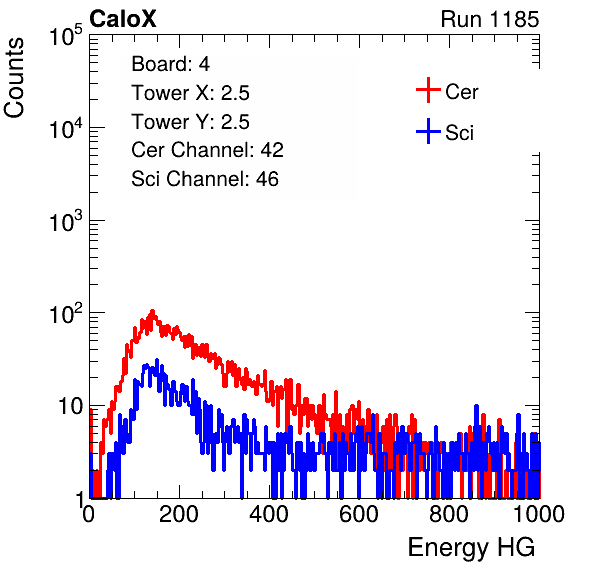 CaloX Run 1185
Counts
10^5
10^4
10^3
10^2
10
1
Board: 4
Tower X: 2.5
Tower Y: 2.5
Cer Channel: 42
Sci Channel: 46
Cer
Sci
0 200 400 600 800 1000
Energy HG